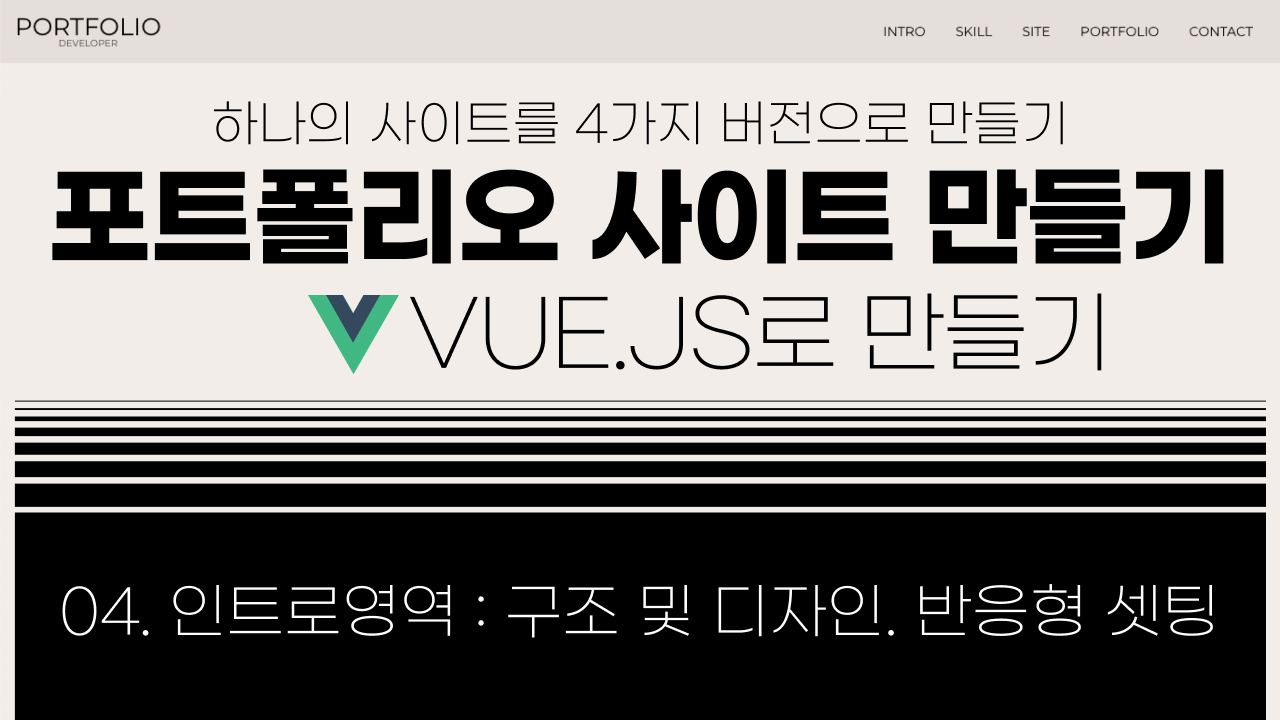 PORTFOLIO
DEVELOPER
INTRO SKILL SITE PORTFOLIO CONTACT
하나의 사이트를 4가지 버전으로 만들기
포트폴리오 사이트 만들기
VUE.JS로 만들기
04. 인트로영역 : 구조 및 디자인. 반응형 셋팅